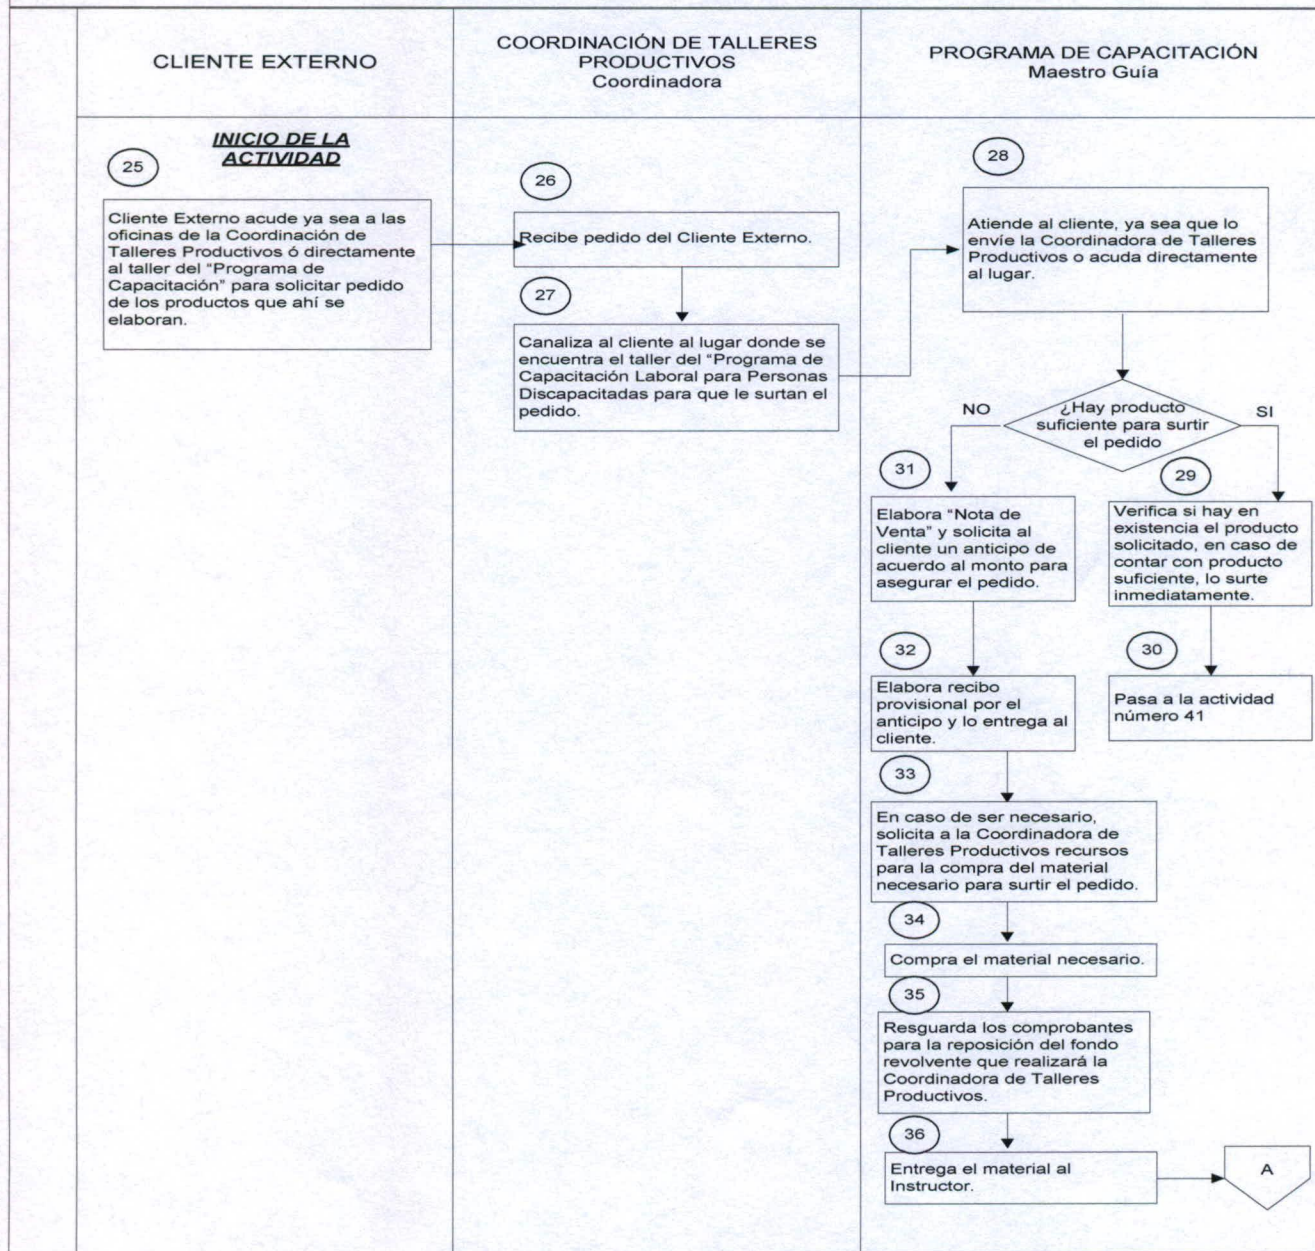 CLIENTE EXTERNO
COORDINACIÓN DE TALLERES
PRODUCTIVOS
Coordinadora
PROGRAMA DE CAPACITACIÓN
Maestro Guía
INICIO DE LA
ACTIVIDAD
25
Cliente Externo acude ya sea a las
oficinas de la Coordinación de
Talleres Productivos ó directamente
al taller del “Programa de
Capacitación” para solicitar pedido
de los productos que ahí se
elaboran.
26
Recibe pedido del Cliente Externo.
27
Canaliza al cliente al lugar donde se
encuentra el taller del “Programa de
Capacitación Laboral para Personas
Discapacitadas para que le surtan el
pedido.
28
Atiende al cliente, ya sea que lo
envíe la Coordinadora de Talleres
Productivos o acuda directamente
al lugar.
¿Hay producto
suficiente para surtir
el pedido
NO
SI
31
Elabora “Nota de
Venta” y solicita al
cliente un anticipo de
acuerdo al monto para
asegurar el pedido.
29
Verifica si hay en
existencia el producto
solicitado, en caso de
contar con producto
suficiente, lo surte
inmediatamente.
32
Elabora recibo
provisional por el
anticipo y lo entrega al
cliente.
30
Pasa a la actividad
número 41
33
En caso de ser necesario,
solicita a la Coordinadora de
Talleres Productivos recursos
para la compra del material
necesario para surtir el pedido.
34
Compra el material necesario.
35
Resguarda los comprobantes
para la reposición del fondo
revolvente que realizará la
Coordinadora de Talleres
Productivos.
36
Entrega el material al
Instructor.
A